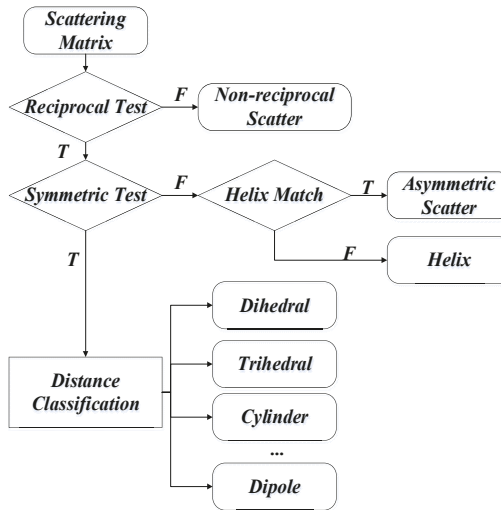 Scattering
Matrix
Reciprocal Test
F
Non-reciprocal
Scatter
T
Symmetric Test
F
Helix Match
T
Asymmetric
Scatter
T
F
Helix
Dihedral
Distance
Classification
Trihedral
Cylinder
...
Dipole